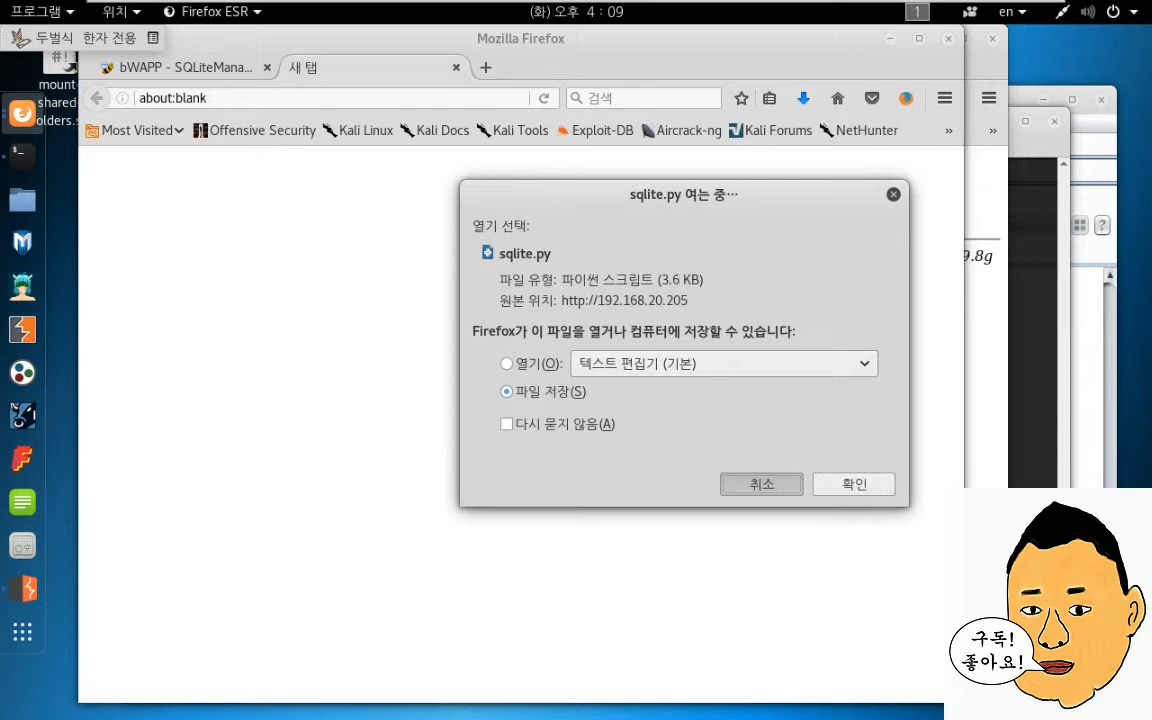 프로그램 위치 Firefox ESR (화) 오후 4 : 09 1 en
두벌식 한자 전용
Mozilla Firefox
#!
mount-
shared-
olders.s
bWAPP - SQLiteMana... 새 탭
about:blank 검색
Most Visited Offensive Security Kali Linux Kali Docs Kali Tools Exploit-DB Aircrack-ng Kali Forums NetHunter » »
sqlite.py 여는 중…
열기 선택:
sqlite.py
파일 유형: 파이썬 스크립트 (3.6 KB)
원본 위치: http://192.168.20.205
Firefox가 이 파일을 열거나 컴퓨터에 저장할 수 있습니다:
열기(O): 텍스트 편집기 (기본)
파일 저장(S)
다시 묻지 않음(A)
취소 확인
?
9.8g
구독!
좋아요!